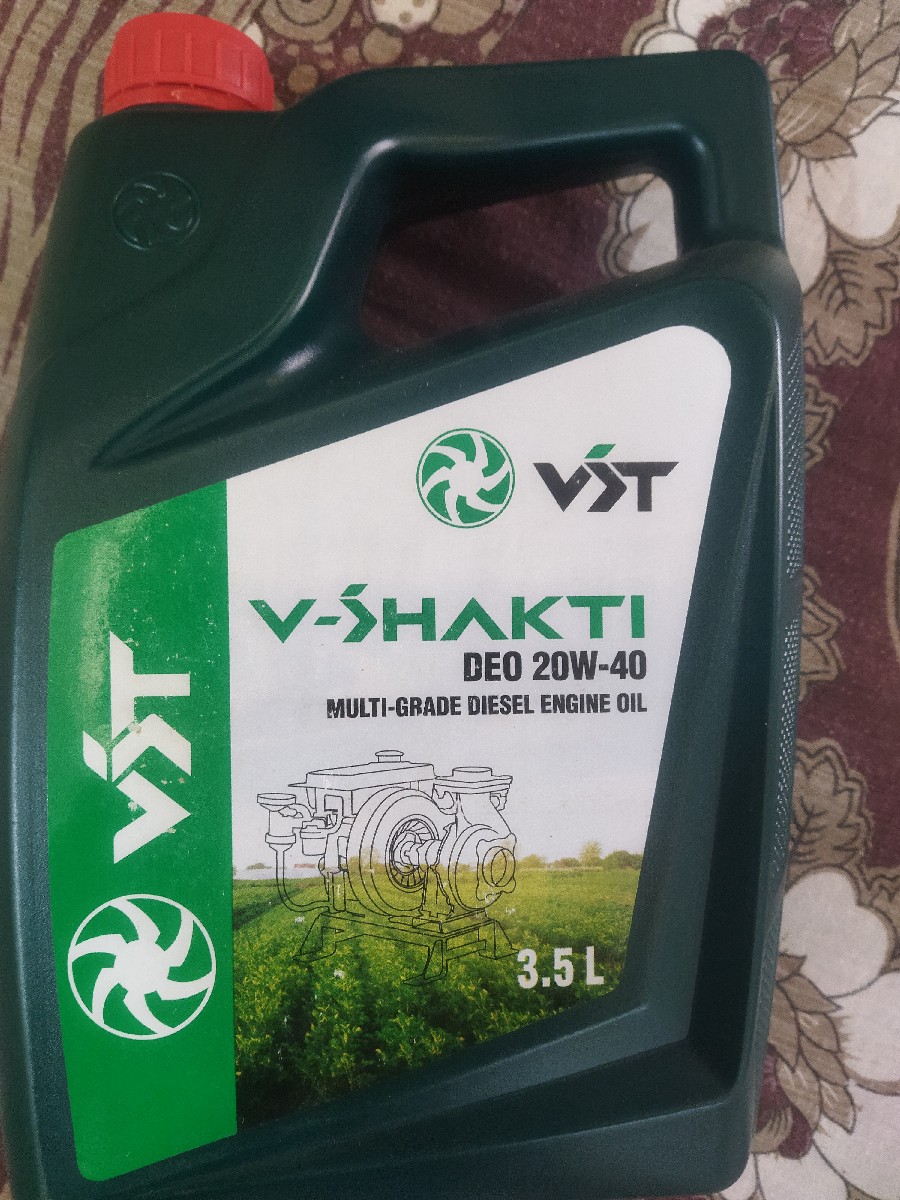 VST
V-SHAKTI
DEO 20W-40
MULTI-GRADE DIESEL ENGINE OIL
3.5 L
VST